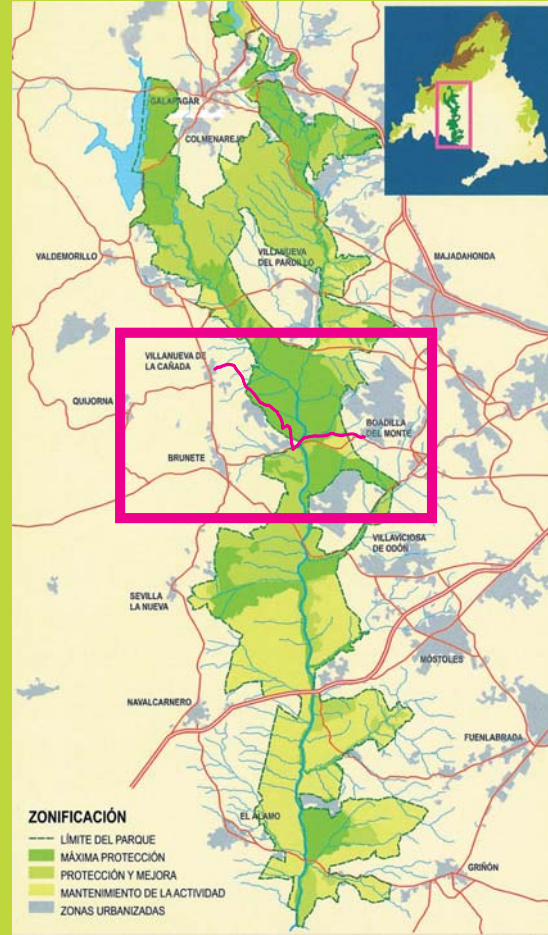 GALAPAGAR
COLMENAREJO
VALDEMORILLO
VILLANUEVA
DEL PARDILLO
MAJADAHONDA
VILLANUEVA DE
LA CAÑADA
QUIJORNA
BOADILLA
DEL MONTE
BRUNETE
VILLAVICIOSA
DE ODÓN
SEVILLA
LA NUEVA
MÓSTOLES
NAVALCARNERO
FUENLABRADA
EL ÁLAMO
GRIÑÓN
ZONIFICACIÓN
LÍMITE DEL PARQUE
MÁXIMA PROTECCIÓN
PROTECCIÓN Y MEJORA
MANTENIMIENTO DE LA ACTIVIDAD
ZONAS URBANIZADAS